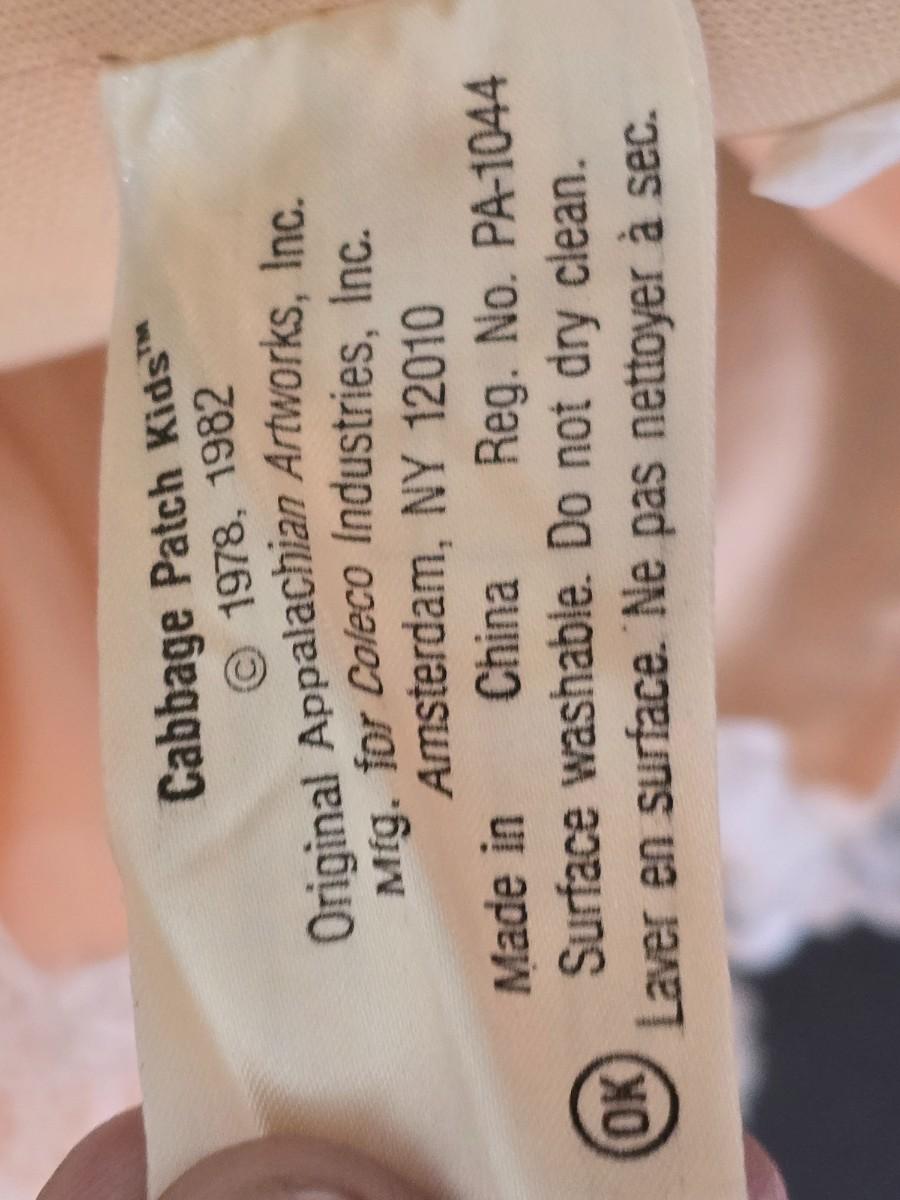 Cabbage Patch Kids™
© 1978, 1982
Original Appalachian Artworks, Inc.
Mfg. for Coleco Industries, Inc.
Amsterdam, NY 12010
Made in China Reg. No. PA-1044
Surface washable. Do not dry clean.
OK Laver en surface. Ne pas nettoyer à sec.